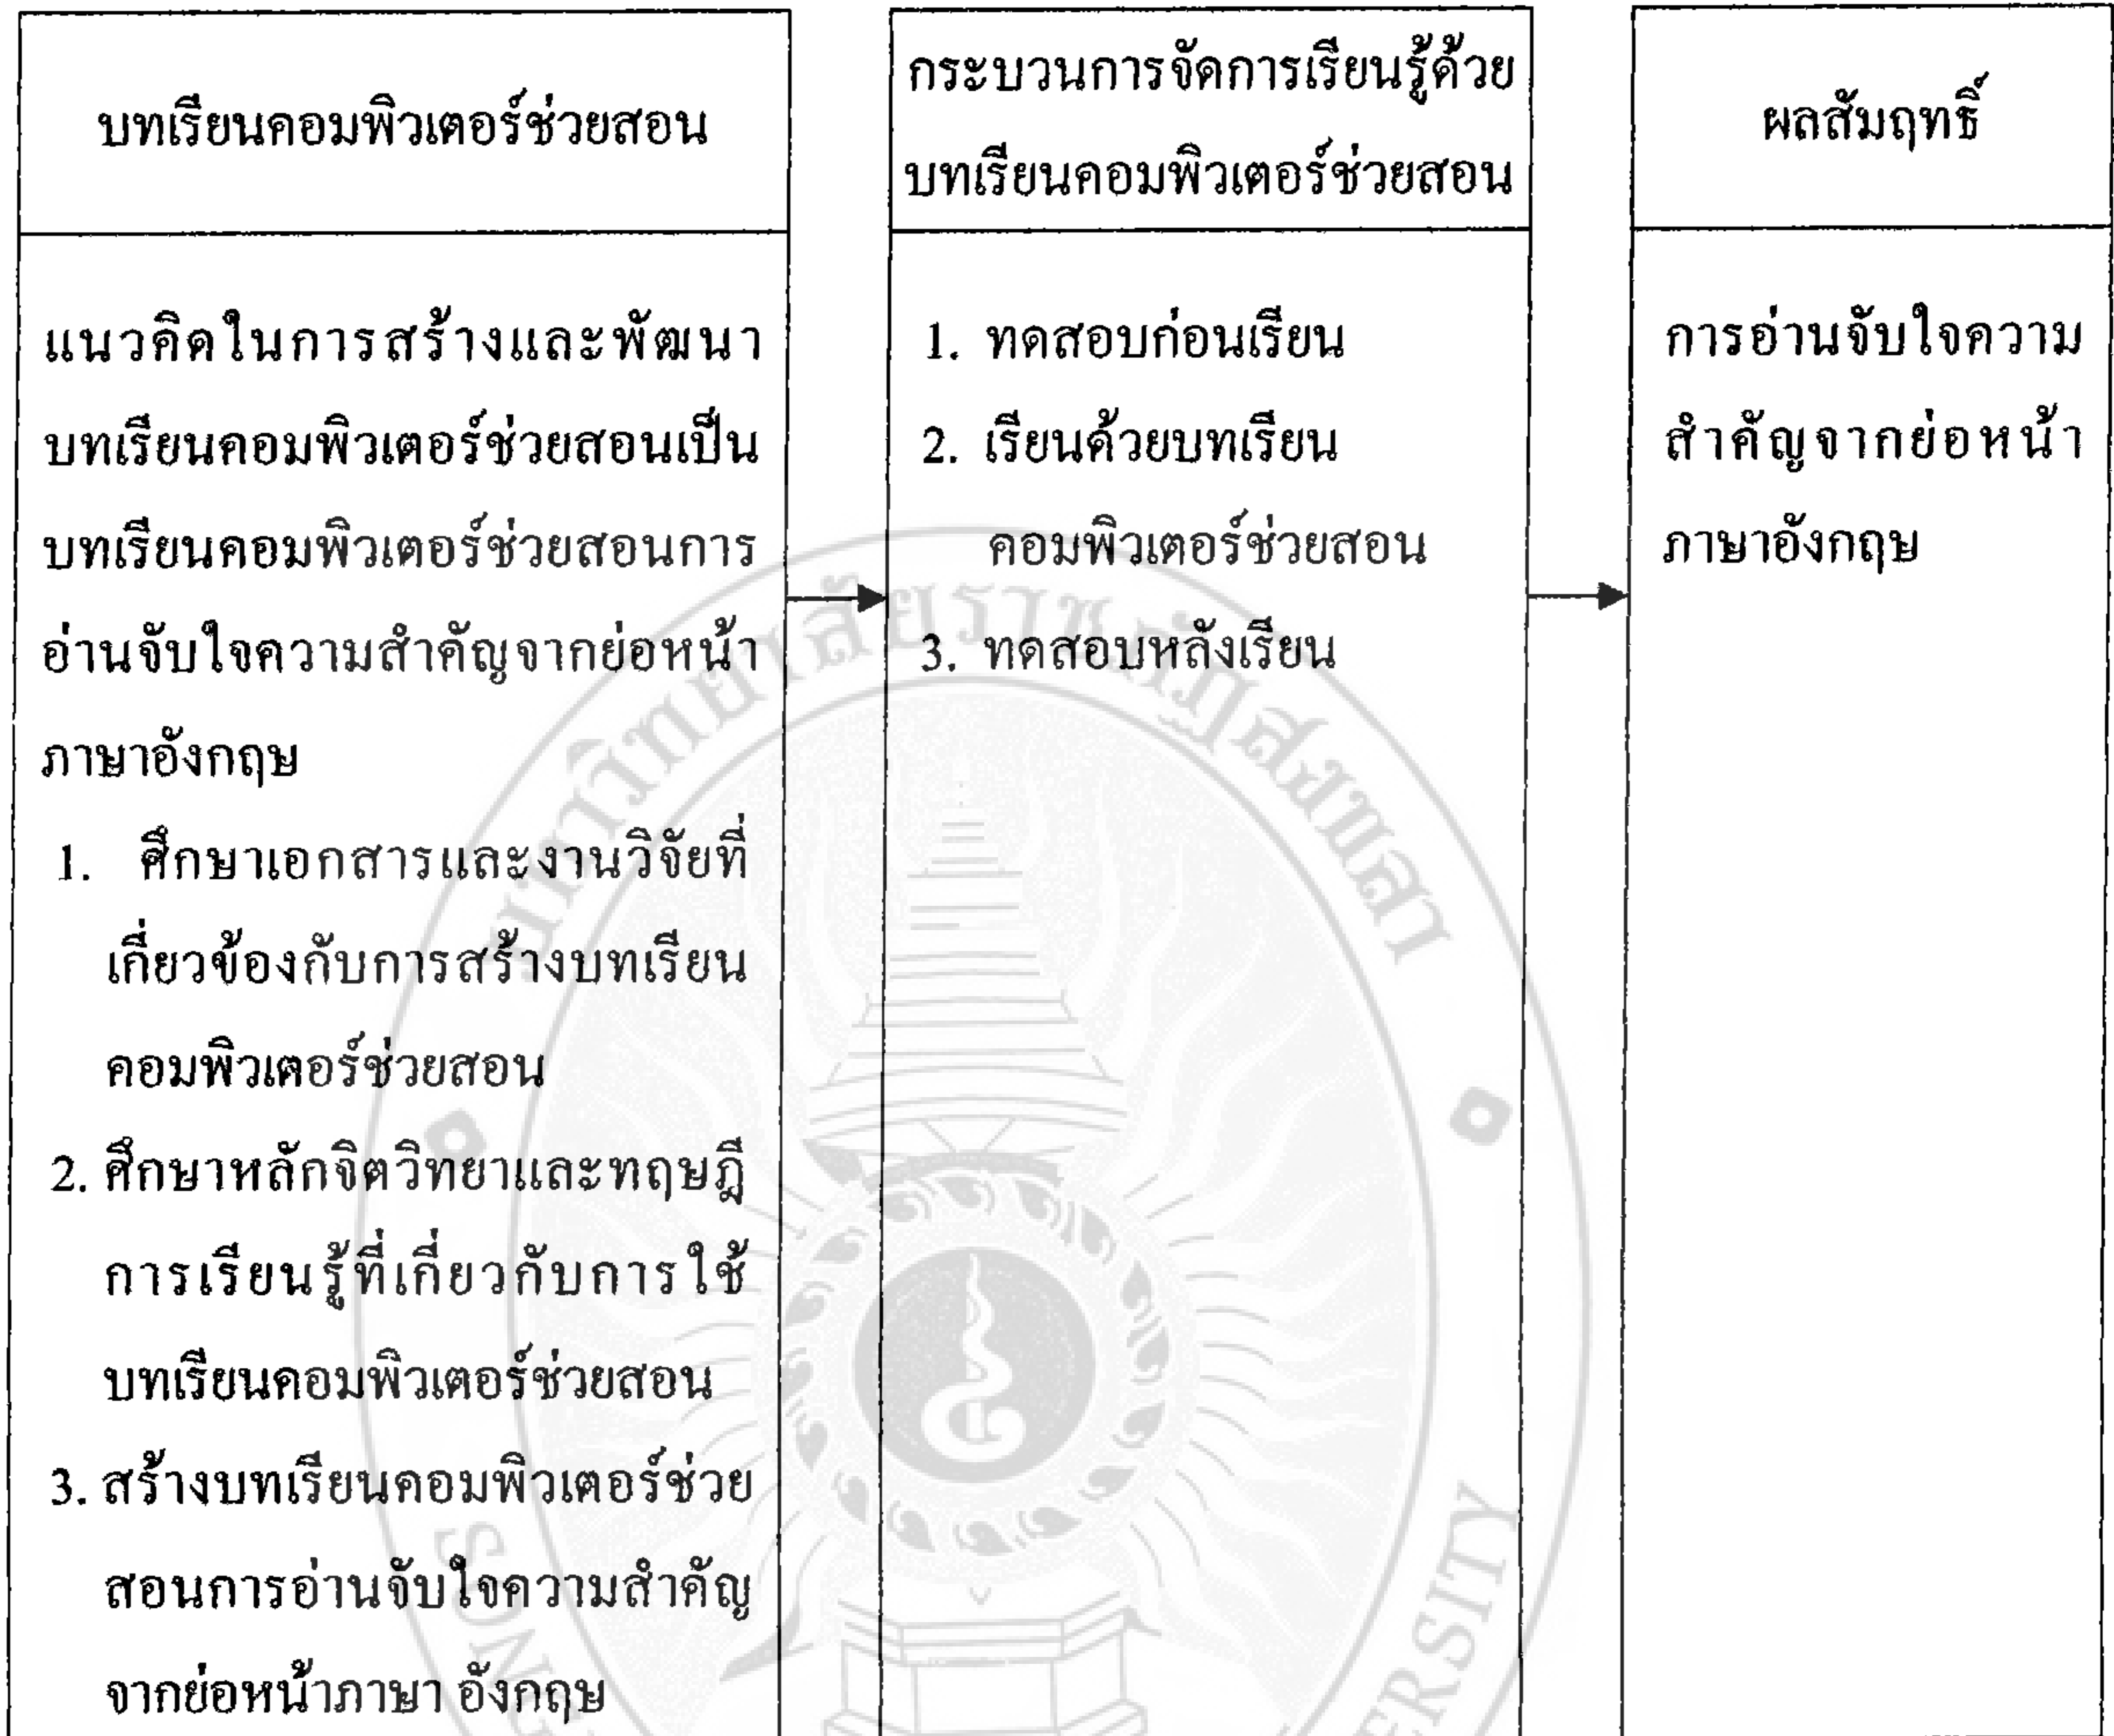 บทเรียนคอมพิวเตอร์ช่วยสอน
แนวคิดในการสร้างและพัฒนา
บทเรียนคอมพิวเตอร์ช่วยสอนเป็น
บทเรียนคอมพิวเตอร์ช่วยสอนการ
อ่านจับใจความสำคัญจากย่อหน้า
ภาษาอังกฤษ
1. ศึกษาเอกสารและงานวิจัยที่
เกี่ยวข้องกับการสร้างบทเรียน
คอมพิวเตอร์ช่วยสอน
2. ศึกษาหลักจิตวิทยาและทฤษฎี
การเรียนรู้ที่เกี่ยวกับการใช้
บทเรียนคอมพิวเตอร์ช่วยสอน
3. สร้างบทเรียนคอมพิวเตอร์ช่วย
สอนการอ่านจับใจความสำคัญ
จากย่อหน้าภาษา อังกฤษ
กระบวนการจัดการเรียนรู้ด้วย
บทเรียนคอมพิวเตอร์ช่วยสอน
1. ทดสอบก่อนเรียน
2. เรียนด้วยบทเรียน
คอมพิวเตอร์ช่วยสอน
3. ทดสอบหลังเรียน
ผลสัมฤทธิ์
การอ่านจับใจความ
สำคัญจากย่อหน้า
ภาษาอังกฤษ
มหาวิทยาลัยราชภัฏสงขลา